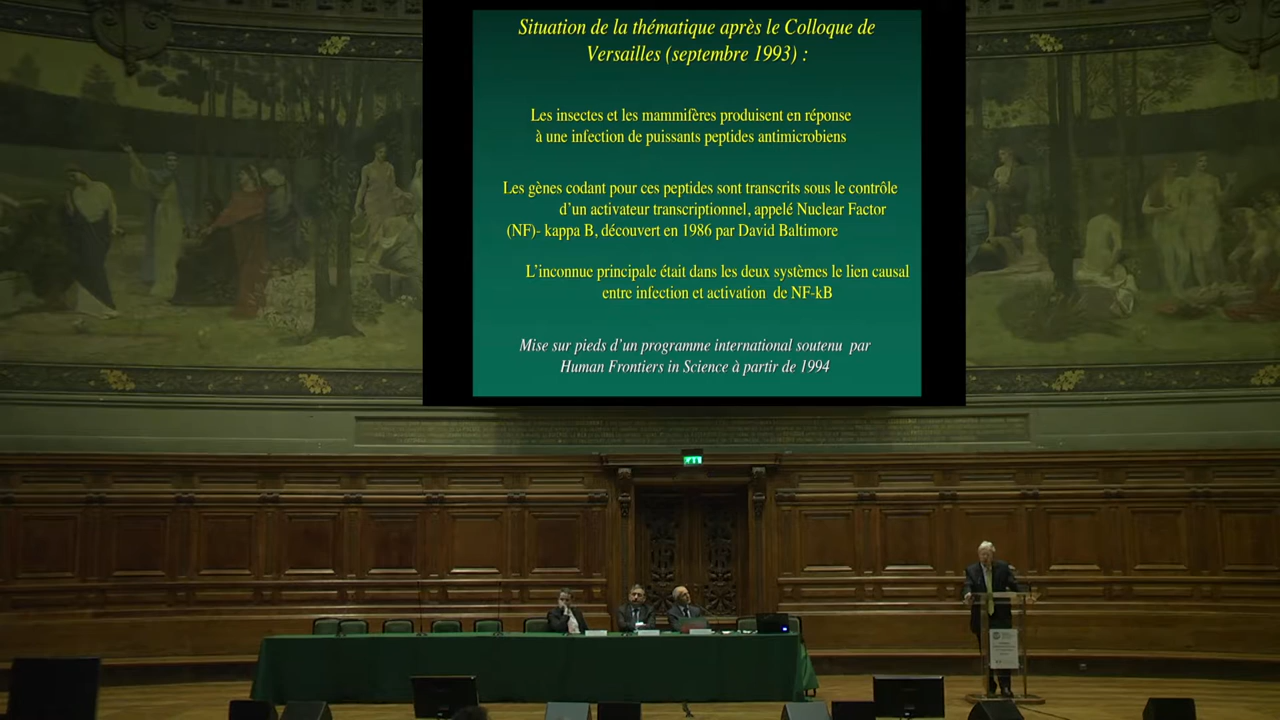 Situation de la thématique après le Colloque de
Versailles (septembre 1993) :
Les insectes et les mammifères produisent en réponse
à une infection de puissants peptides antimicrobiens
Les gènes codant pour ces peptides sont transcrits sous le contrôle
d'un activateur transcriptionnel, appelé Nuclear Factor
(NF)- kappa B, découvert en 1986 par David Baltimore
L'inconnue principale était dans les deux systèmes le lien causal
entre infection et activation de NF-kB
Mise sur pieds d'un programme international soutenu par
Human Frontiers in Science à partir de 1994